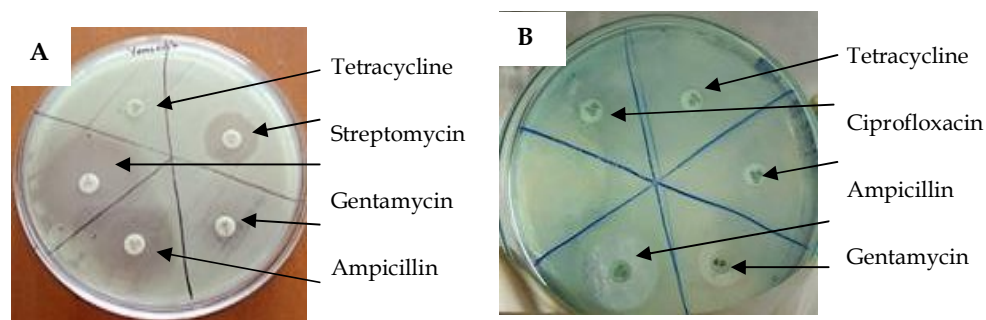 A
Tetracycline
Streptomycin
Gentamycin
Ampicillin
B
Tetracycline
Ciprofloxacin
Ampicillin
Gentamycin